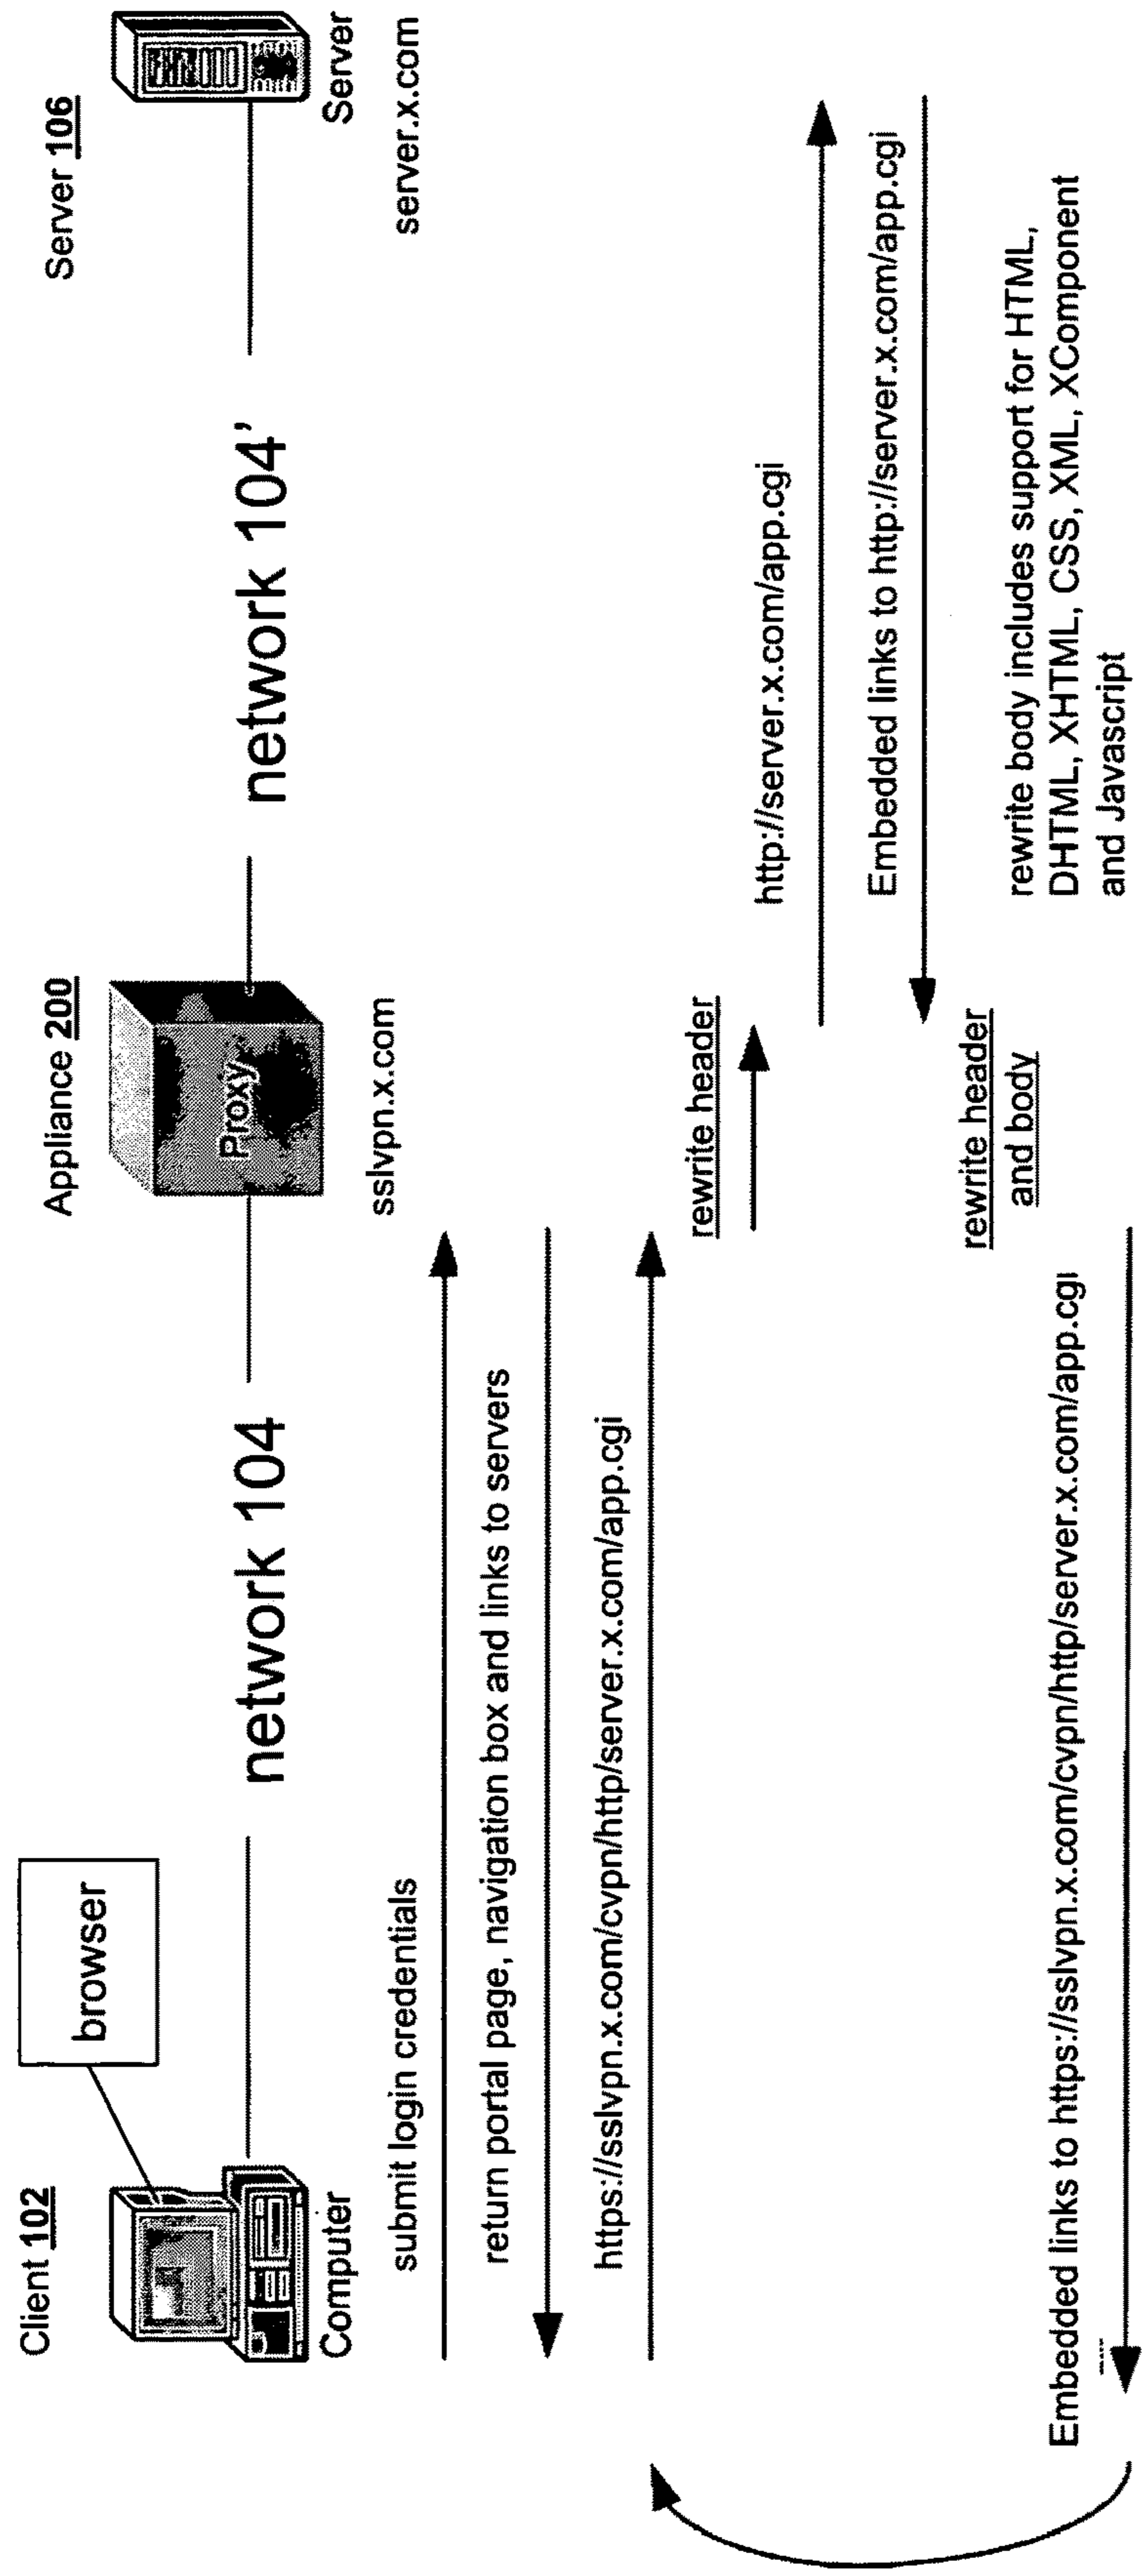 Client 102
Appliance 200
Server 106
browser
network 104
Proxy
network 104'
Computer
sslvpn.x.com
Server
server.x.com
submit login credentials
return portal page, navigation box and links to servers
https://sslvpn.x.com/cvpn/http/server.x.com/app.cgi
rewrite header
http://server.x.com/app.cgi
Embedded links to http://server.x.com/app.cgi
rewrite header
and body
rewrite body includes support for HTML,
DHTML, XHTML, CSS, XML, XComponent
and Javascript
Embedded links to https://sslvpn.x.com/cvpn/http/server.x.com/app.cgi